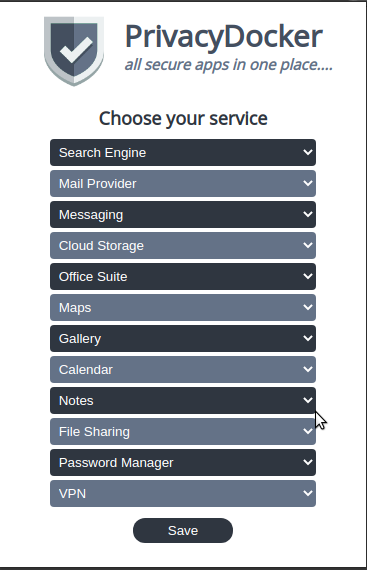 PrivacyDocker
all secure apps in one place....
Choose your service
Search Engine
Mail Provider
Messaging
Cloud Storage
Office Suite
Maps
Gallery
Calendar
Notes
File Sharing
Password Manager
VPN
Save